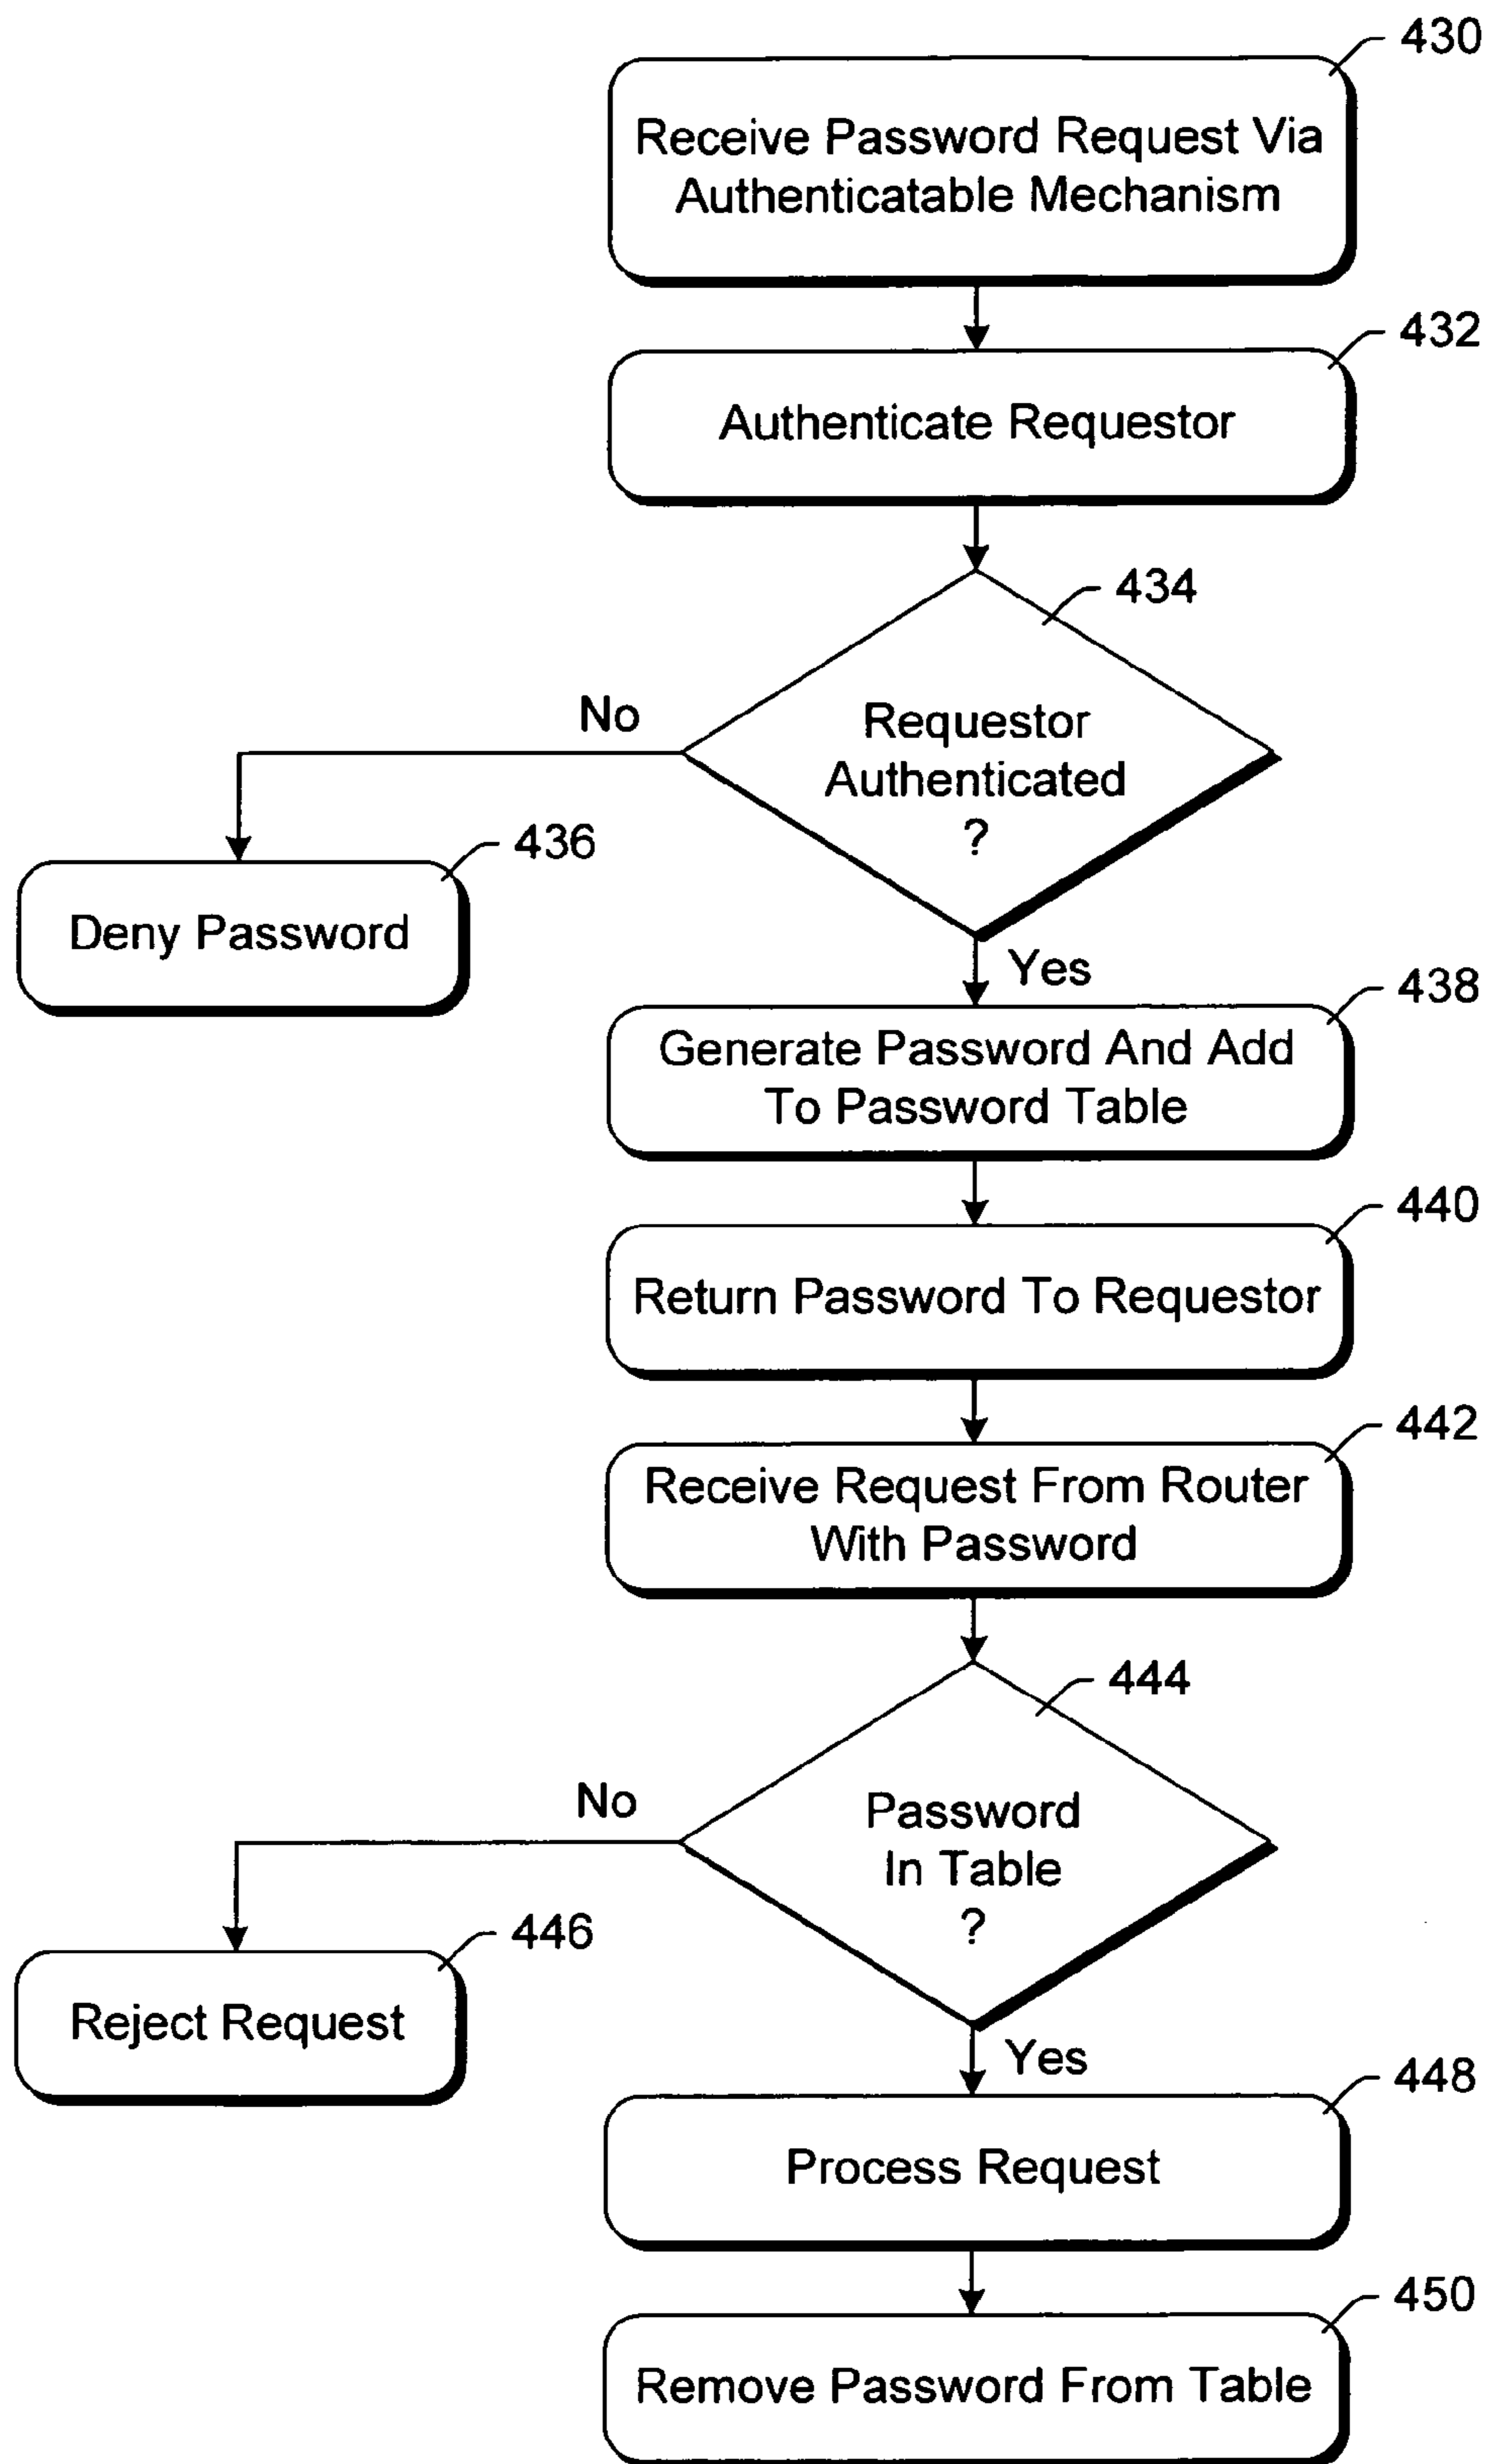 430
Receive Password Request Via
Authenticatable Mechanism
432
Authenticate Requestor
434
Requestor
Authenticated
?
No
436
Deny Password
Yes
438
Generate Password And Add
To Password Table
440
Return Password To Requestor
442
Receive Request From Router
With Password
444
Password
In Table
?
No
446
Reject Request
Yes
448
Process Request
450
Remove Password From Table